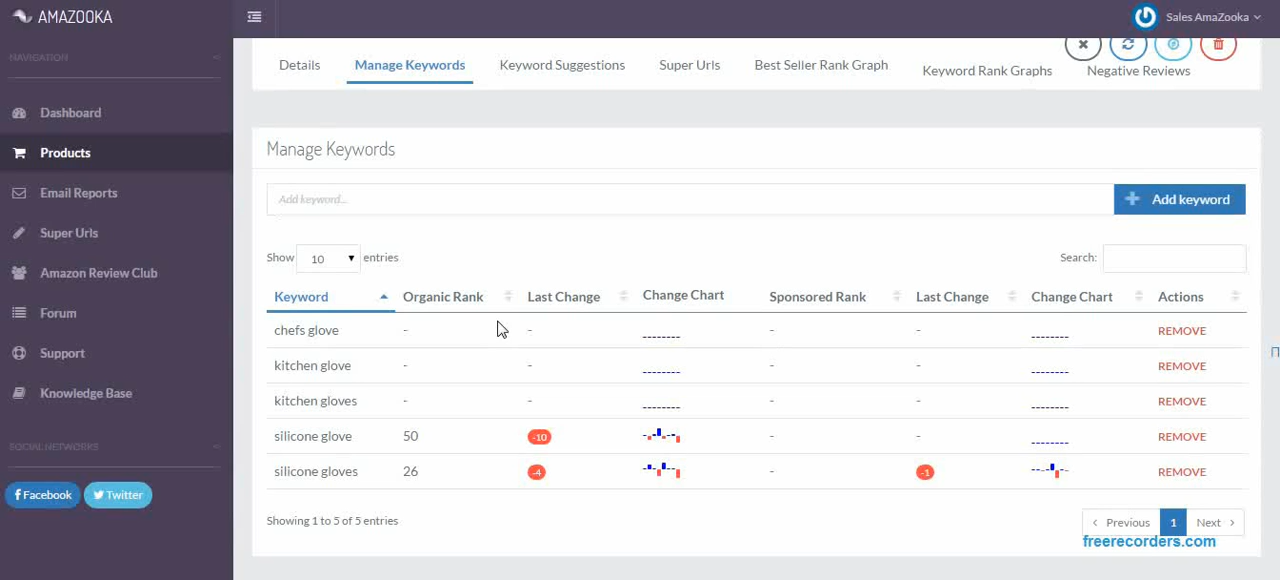 AMAZOOKA
Sales AmaZooka
NAVIGATION
Dashboard
Products
Email Reports
Super Urls
Amazon Review Club
Forum
Support
Knowledge Base
SOCIAL NETWORKS
Facebook Twitter
Details Manage Keywords Keyword Suggestions Super Urls Best Seller Rank Graph Keyword Rank Graphs Negative Reviews
Manage Keywords
Add keyword... Add keyword
Show 10 entries Search:
Keyword Organic Rank Last Change Change Chart Sponsored Rank Last Change Change Chart Actions
chefs glove - - - - REMOVE
kitchen glove - - - - REMOVE
kitchen gloves - - - - REMOVE
silicone glove 50 -10 - - REMOVE
silicone gloves 26 -4 - -1 REMOVE
Showing 1 to 5 of 5 entries Previous 1 Next
freerecorders.com